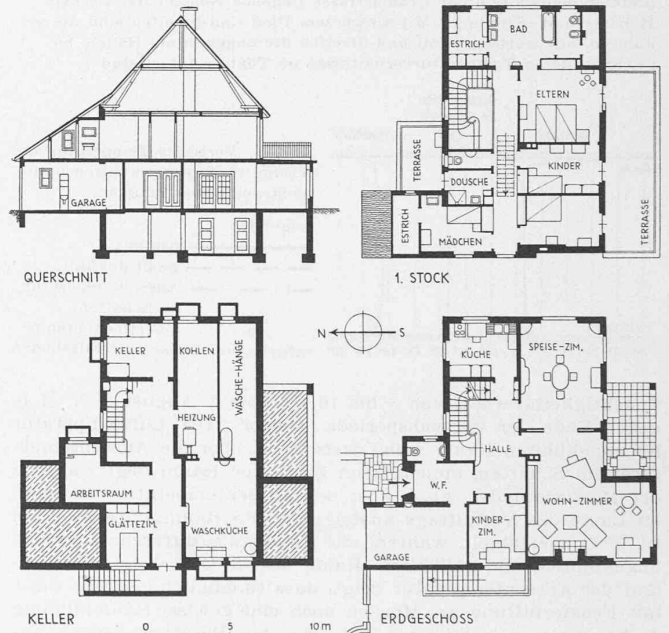 ESTRICH
BAD
ELTERN
TERRASSE
KINDER
DOUSCHE
TERRASSE
ESTRICH
MÄDCHEN
GARAGE
QUERSCHNITT
1. STOCK
N S
KELLER
KOHLEN
WÄSCHE-HÄNGE
HEIZUNG
ARBEITSRAUM
GLÄTTEZIM.
WASCHKÜCHE
KÜCHE
SPEISE-ZIM.
HALLE
W.F.
WOHN-ZIMMER
KINDER-
ZIM.
GARAGE
KELLER
ERDGESCHOSS
0 5 10 m